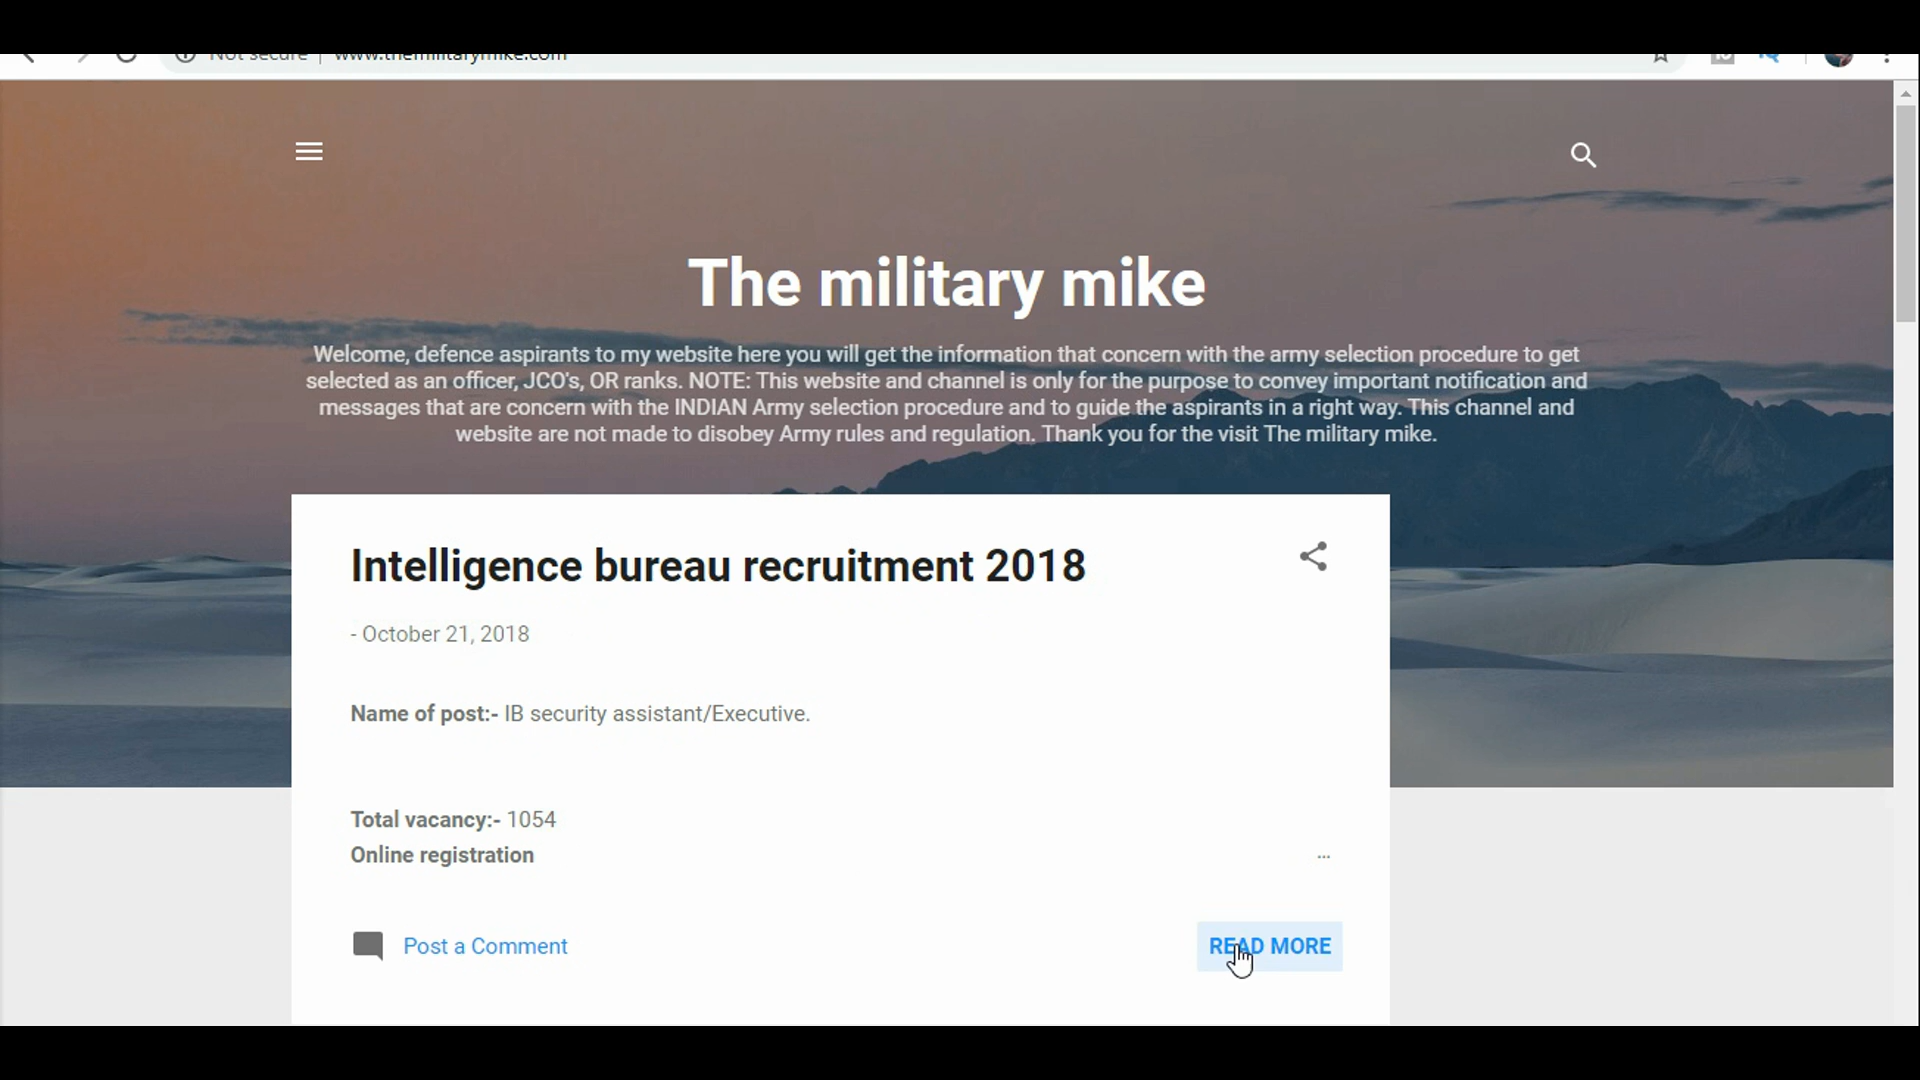 Not secure | www.themilitarymike.com
The military mike
Welcome, defence aspirants to my website here you will get the information that concern with the army selection procedure to get
selected as an officer, JCO's, OR ranks. NOTE: This website and channel is only for the purpose to convey important notification and
messages that are concern with the INDIAN Army selection procedure and to guide the aspirants in a right way. This channel and
website are not made to disobey Army rules and regulation. Thank you for the visit The military mike.
Intelligence bureau recruitment 2018
- October 21, 2018
Name of post:- IB security assistant/Executive.
Total vacancy:- 1054
Online registration ...
Post a Comment
READ MORE